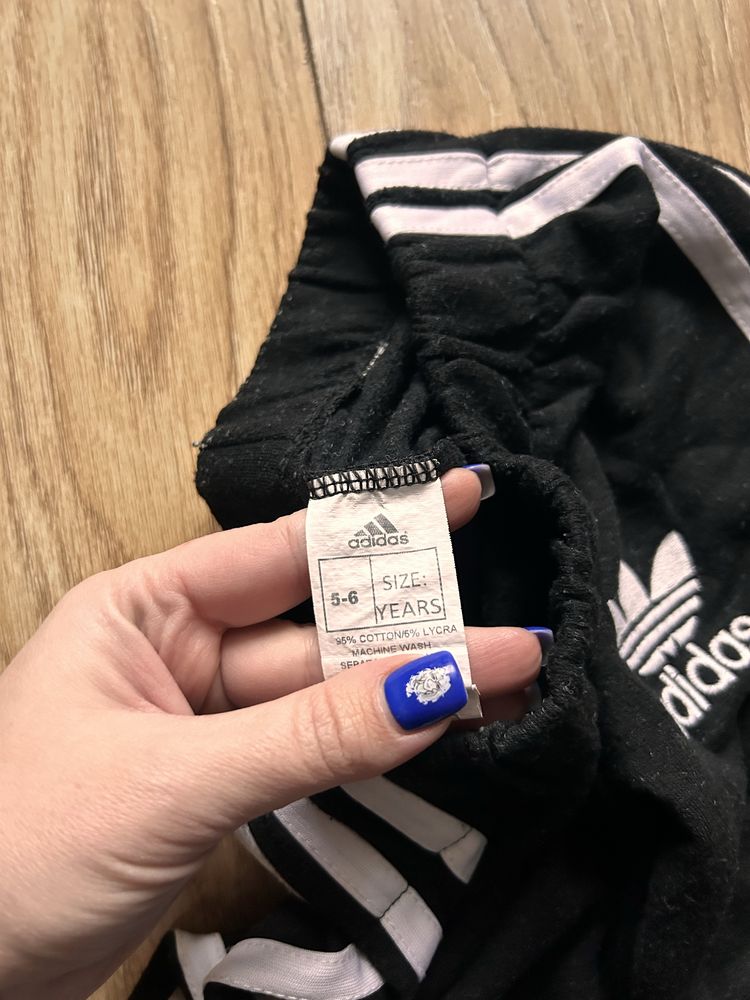 adidas
5-6
SIZE:
YEARS
95% COTTON/5% LYCRA
MACHINE WASH
adidas